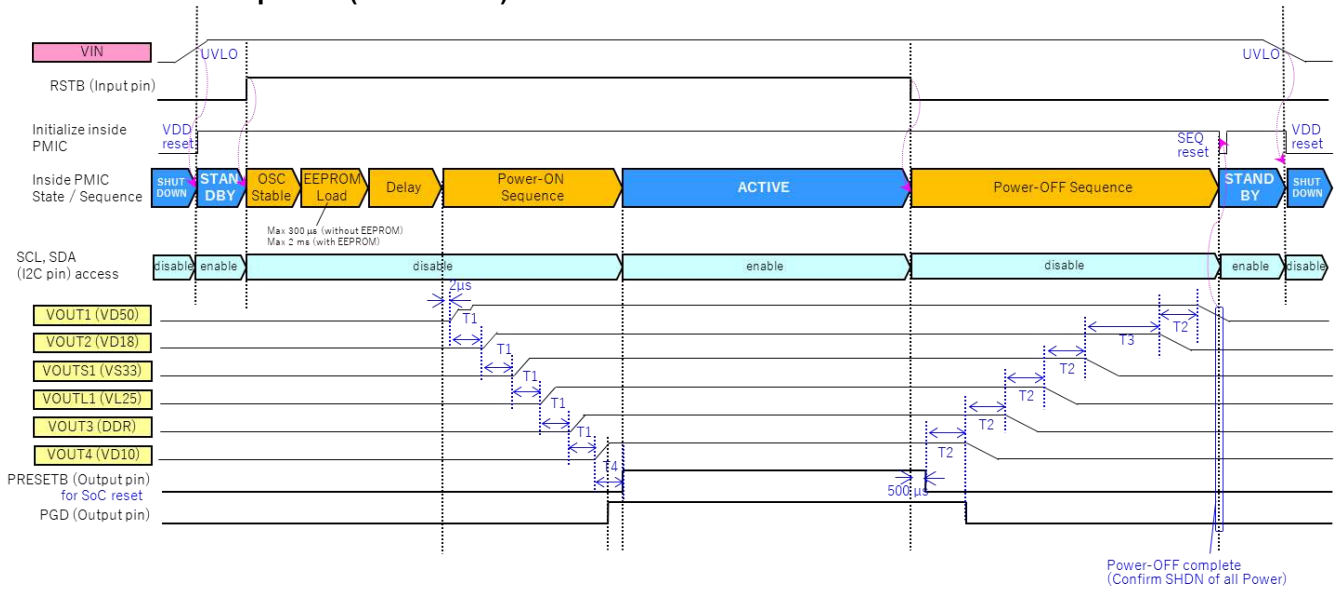 VIN
UVLO
UVLO
RSTB (Input pin)
Initialize inside
PMIC
VDD
reset
SEQ
reset
VDD
reset
Inside PMIC
State / Sequence
SHUT
DOWN
STAN
DBY
OSC
Stable
EEPROM
Load
Delay
Power-ON
Sequence
ACTIVE
Power-OFF Sequence
STAND
BY
SHUT
DOWN
Max 300 µs (without EEPROM)
Max 2 ms (with EEPROM)
SCL, SDA
(I2C pin) access
disable
enable
disable
enable
disable
enable
disable
2µs
VOUT1 (VD50)
T1
T2
VOUT2 (VD18)
T1
T3
VOUTS1 (VS33)
T1
T2
VOUTL1 (VL25)
T1
T2
VOUT3 (DDR)
T1
T2
VOUT4 (VD10)
T4
T2
PRESETB (Output pin)
for SoC reset
500 µs
PGD (Output pin)
Power-OFF complete
(Confirm SHDN of all Power)